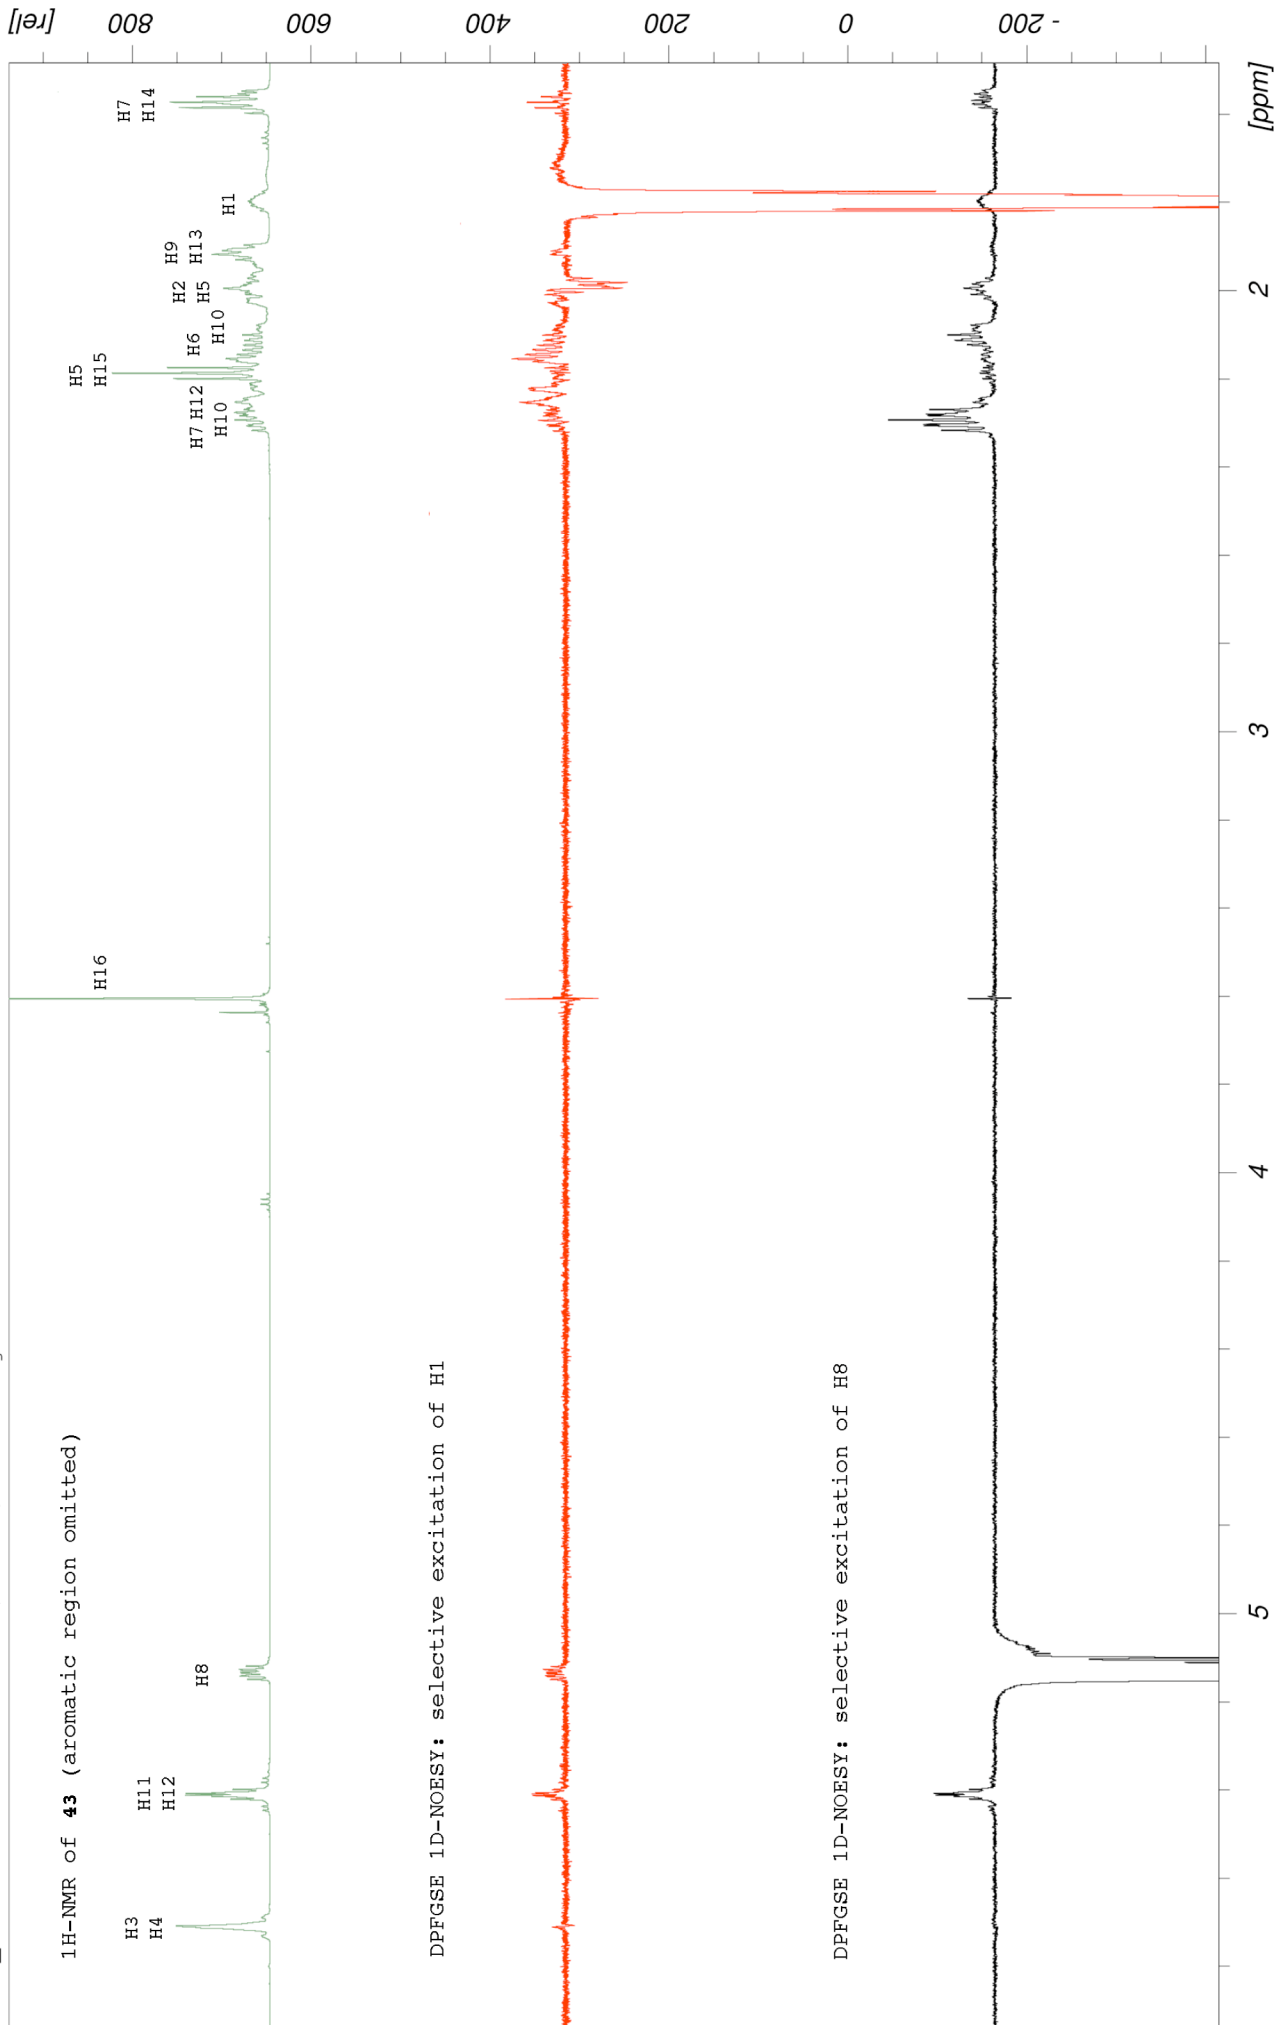 1H-NMR of 43 (aromatic region omitted)
H3
H4
H11
H12
H8
H16
H7 H12
H10
H5
H15
H6
H10
H2
H5
H9
H13
H1
H7
H14
DPFGSE 1D-NOESY: selective excitation of H1
DPFGSE 1D-NOESY: selective excitation of H8
[rel]
800
600
400
200
0
- 200
5
4
3
2
[ppm]